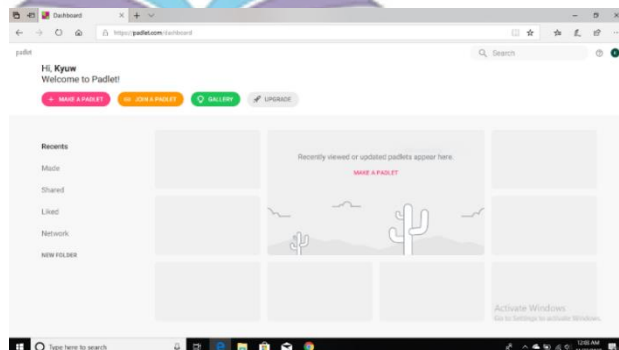 Dashboard
https://padlet.com/dashboard
padlet
Search
Hi, Kyuw
Welcome to Padlet!
+ MAKE A PADLET
JOIN A PADLET
GALLERY
UPGRADE
Recents
Made
Shared
Liked
Network
NEW FOLDER
Recently viewed or updated padlets appear here.
MAKE A PADLET
Activate Windows
Go to Settings to activate Windows.
Type here to search
12:03 AM